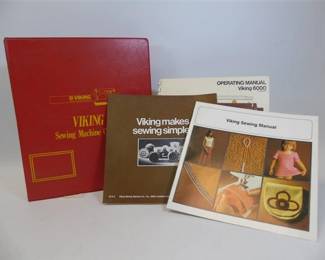 VIKING
VIKING
Sewing Machine
OPERATING MANUAL
Viking 6000
Viking makes
sewing simple
Viking Sewing Manual